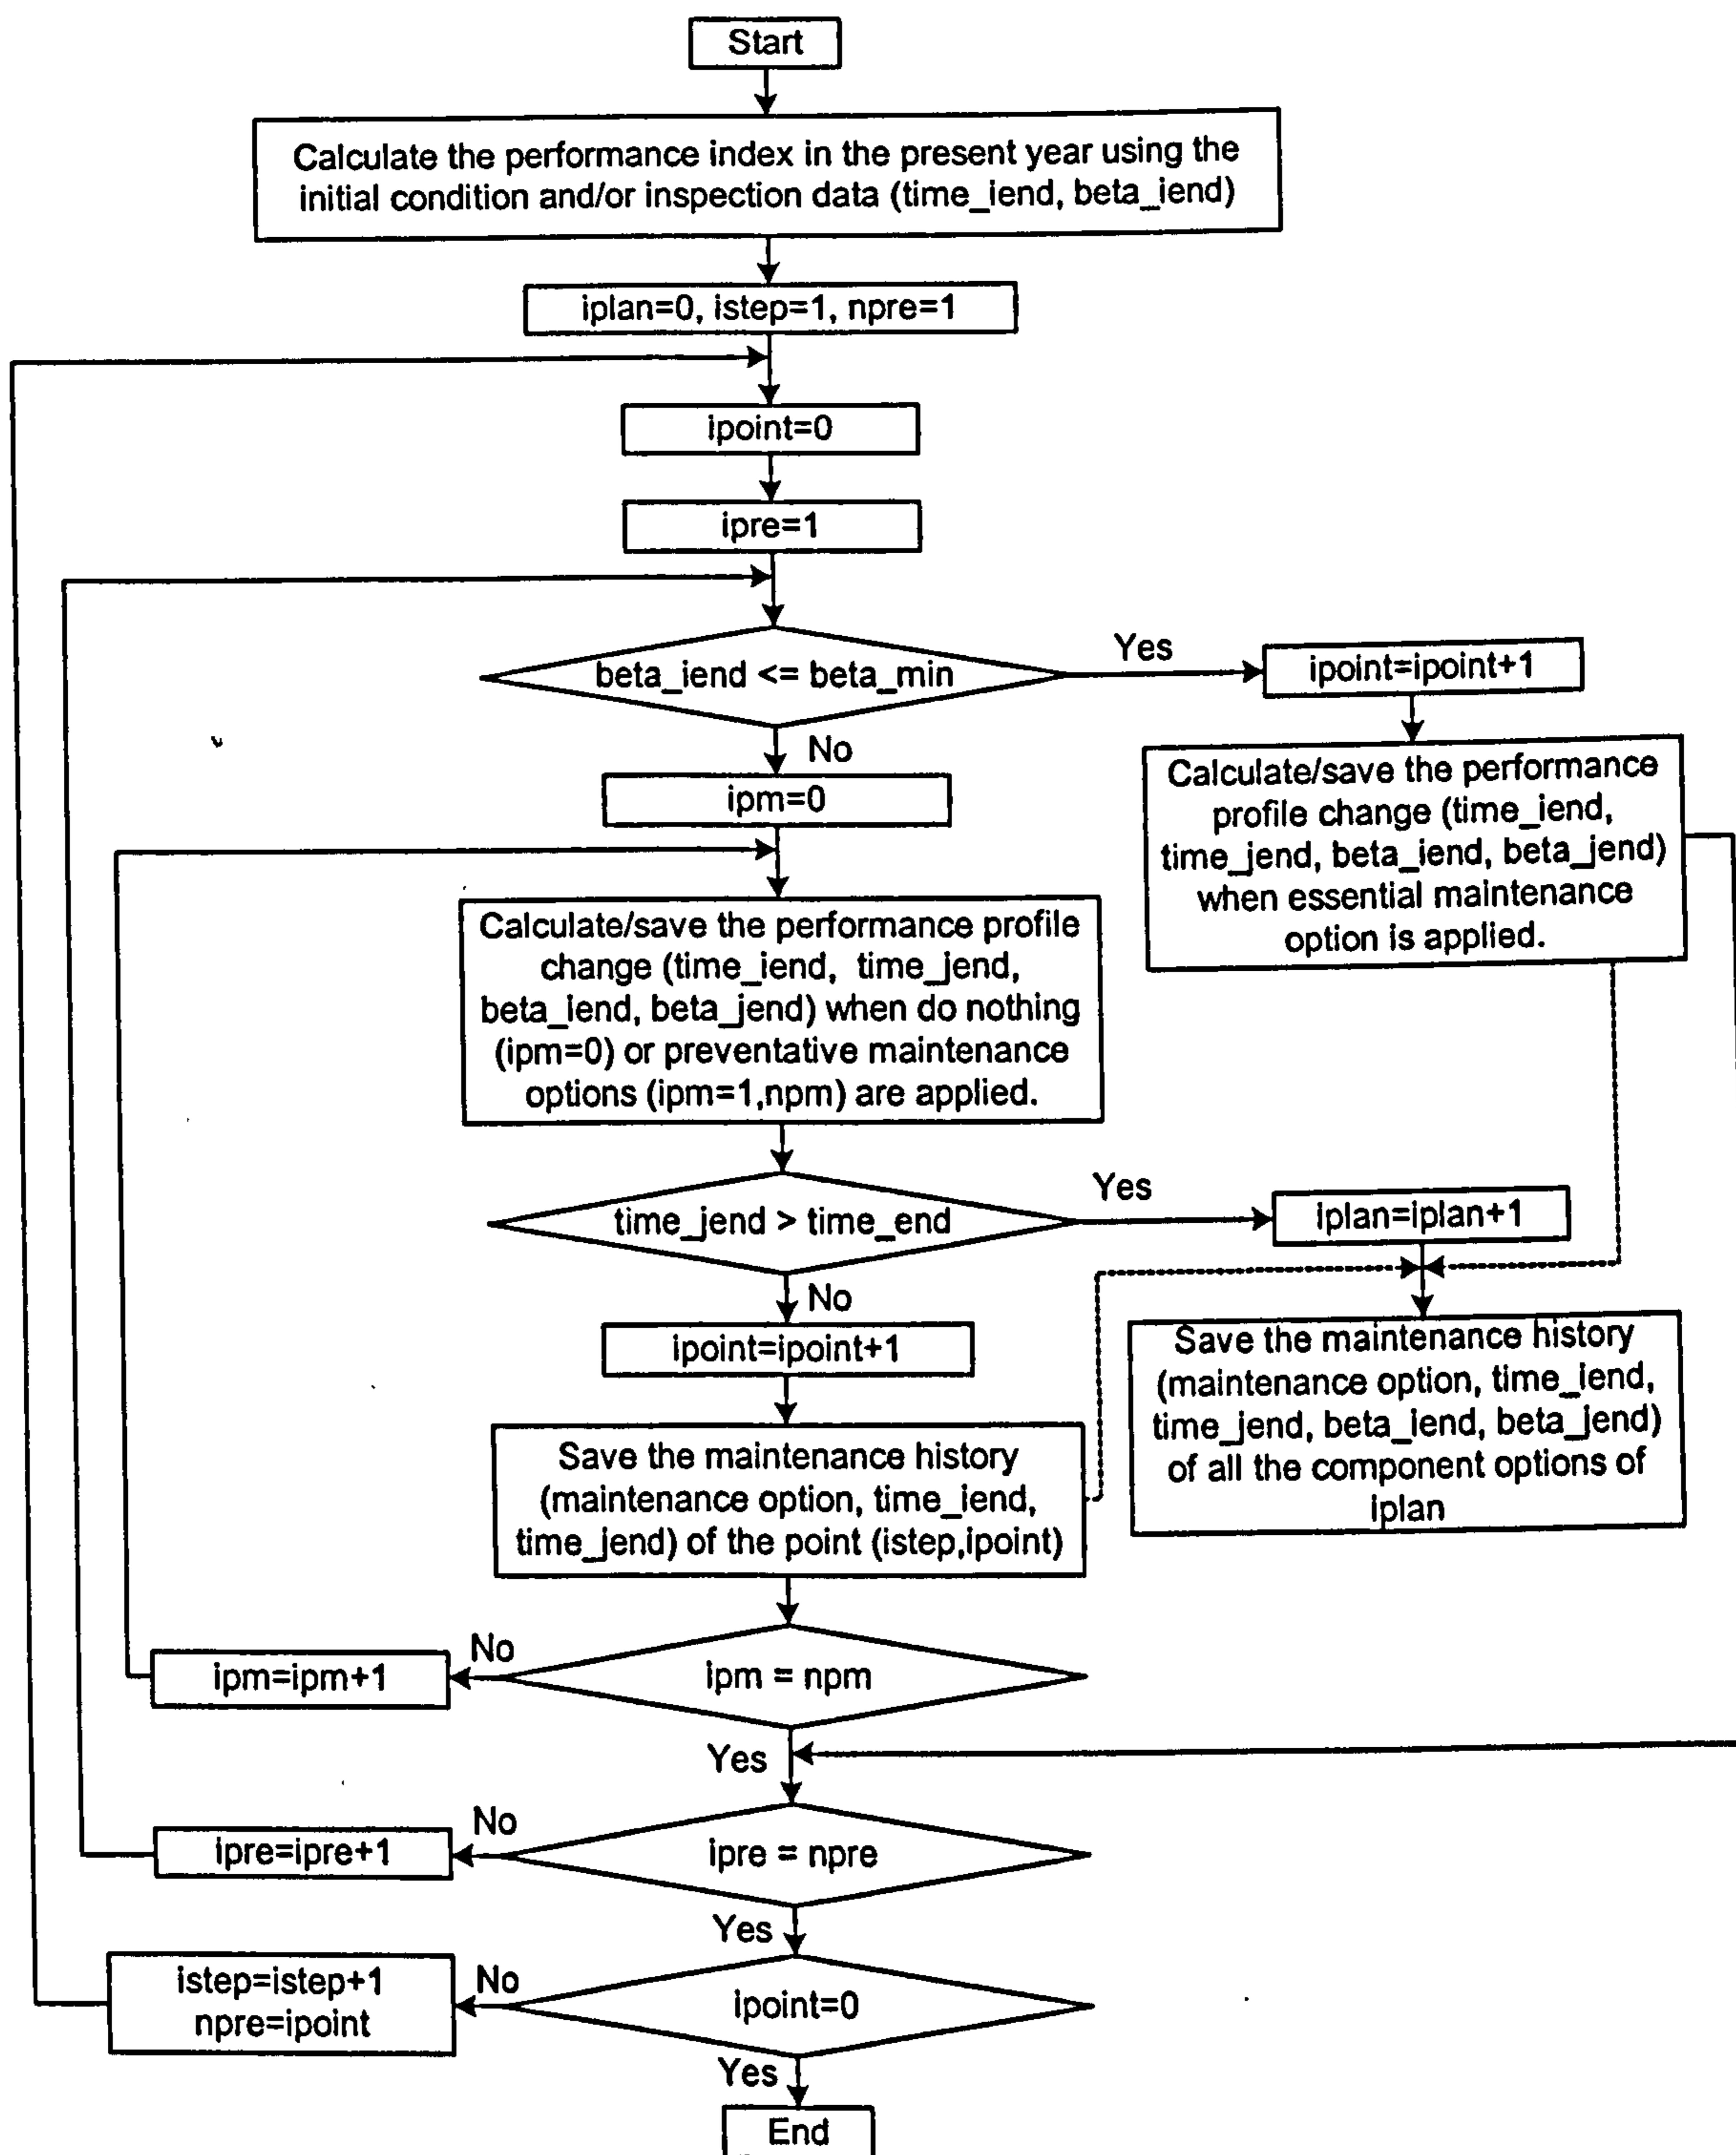 Start
Calculate the performance index in the present year using the
initial condition and/or inspection data (time_iend, beta_iend)
iplan=0, istep=1, npre=1
ipoint=0
ipre=1
beta_iend <= beta_min
Yes
ipoint=ipoint+1
No
ipm=0
Calculate/save the performance
profile change (time_iend,
time_jend, beta_iend, beta_jend)
when essential maintenance
option is applied.
Calculate/save the performance profile
change (time_iend, time_jend,
beta_iend, beta_jend) when do nothing
(ipm=0) or preventative maintenance
options (ipm=1,npm) are applied.
time_jend > time_end
Yes
iplan=iplan+1
No
ipoint=ipoint+1
Save the maintenance history
(maintenance option, time_iend,
time_jend, beta_iend, beta_jend)
of all the component options of
iplan
Save the maintenance history
(maintenance option, time_iend,
time_jend) of the point (istep,ipoint)
ipm = npm
No
ipm=ipm+1
Yes
ipre = npre
No
ipre=ipre+1
Yes
ipoint=0
No
istep=istep+1
npre=ipoint
Yes
End